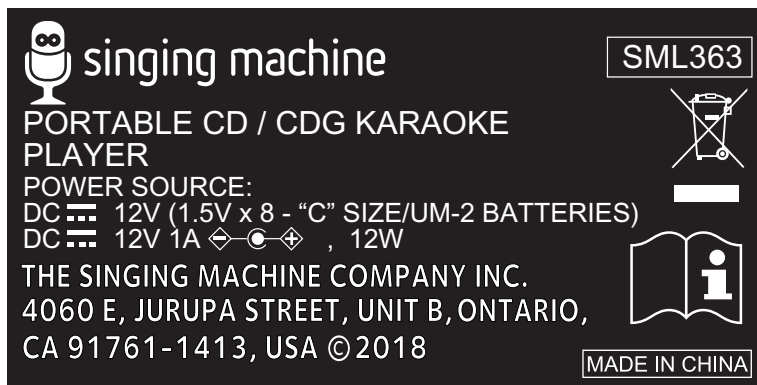 singing machine
SML363
PORTABLE CD / CDG KARAOKE
PLAYER
POWER SOURCE:
DC 12V (1.5V x 8 - “C” SIZE/UM-2 BATTERIES)
DC 12V 1A , 12W
THE SINGING MACHINE COMPANY INC.
4060 E, JURUPA STREET, UNIT B, ONTARIO,
CA 91761-1413, USA ©2018
MADE IN CHINA